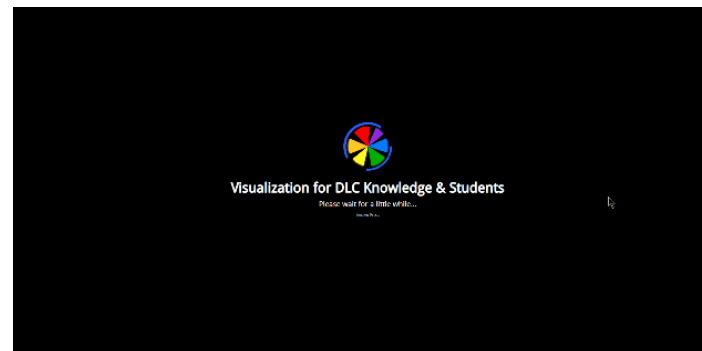 Visualization for DLC Knowledge & Students
Please wait for a little while...